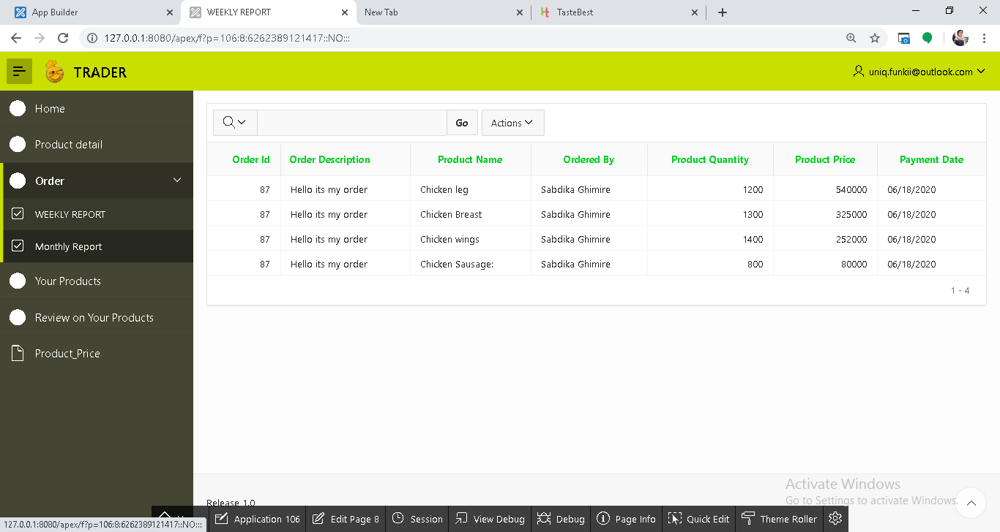 App Builder
WEEKLY REPORT
New Tab
TasteBest
127.0.0.1:8080/apex/f?p=106:8:6262389121417::NO:::
TRADER
uniq.funkii@outlook.com
Home
Product detail
Order
WEEKLY REPORT
Monthly Report
Your Products
Review on Your Products
Product_Price
Go
Actions
Order Id Order Description Product Name Ordered By Product Quantity Product Price Payment Date
87 Hello its my order Chicken leg Sabdika Ghimire 1200 540000 06/18/2020
87 Hello its my order Chicken Breast Sabdika Ghimire 1300 325000 06/18/2020
87 Hello its my order Chicken wings Sabdika Ghimire 1400 252000 06/18/2020
87 Hello its my order Chicken Sausage: Sabdika Ghimire 800 80000 06/18/2020
1 - 4
Activate Windows
Go to Settings to activate Windows.
Release 1.0
Application 106 Edit Page 8 Session View Debug Debug Page Info Quick Edit Theme Roller
127.0.0.1:8080/apex/f?p=106:8:6262389121417::NO:::